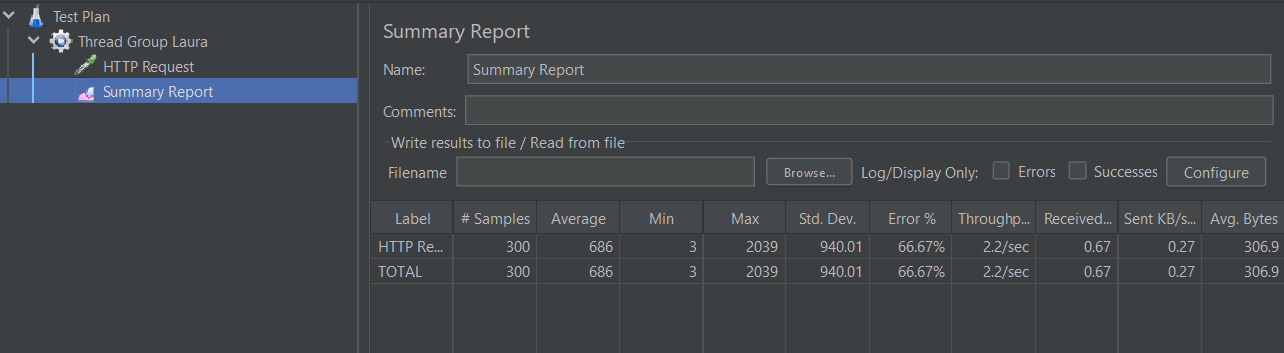 Test Plan
Thread Group Laura
HTTP Request
Summary Report
Summary Report
Name: Summary Report
Comments:
Write results to file / Read from file
Filename Browse... Log/Display Only: Errors Successes Configure
Label # Samples Average Min Max Std. Dev. Error % Throughp... Received... Sent KB/s... Avg. Bytes
HTTP Re... 300 686 3 2039 940.01 66.67% 2.2/sec 0.67 0.27 306.9
TOTAL 300 686 3 2039 940.01 66.67% 2.2/sec 0.67 0.27 306.9